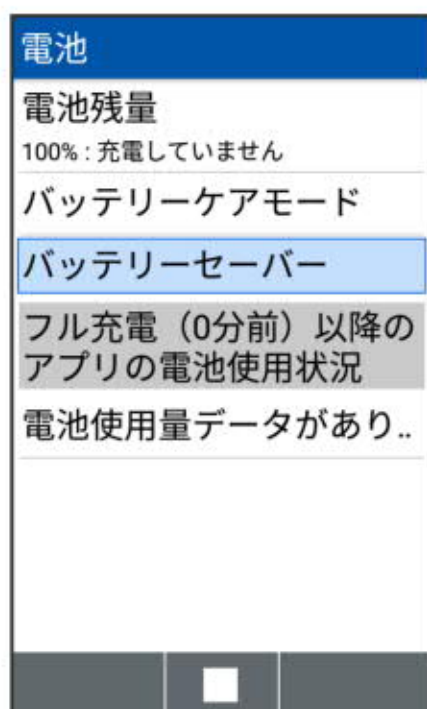 電池
電池残量
100% : 充電していません
バッテリーケアモード
バッテリーセーバー
フル充電（0分前）以降の
アプリの電池使用状況
電池使用量データがあり..